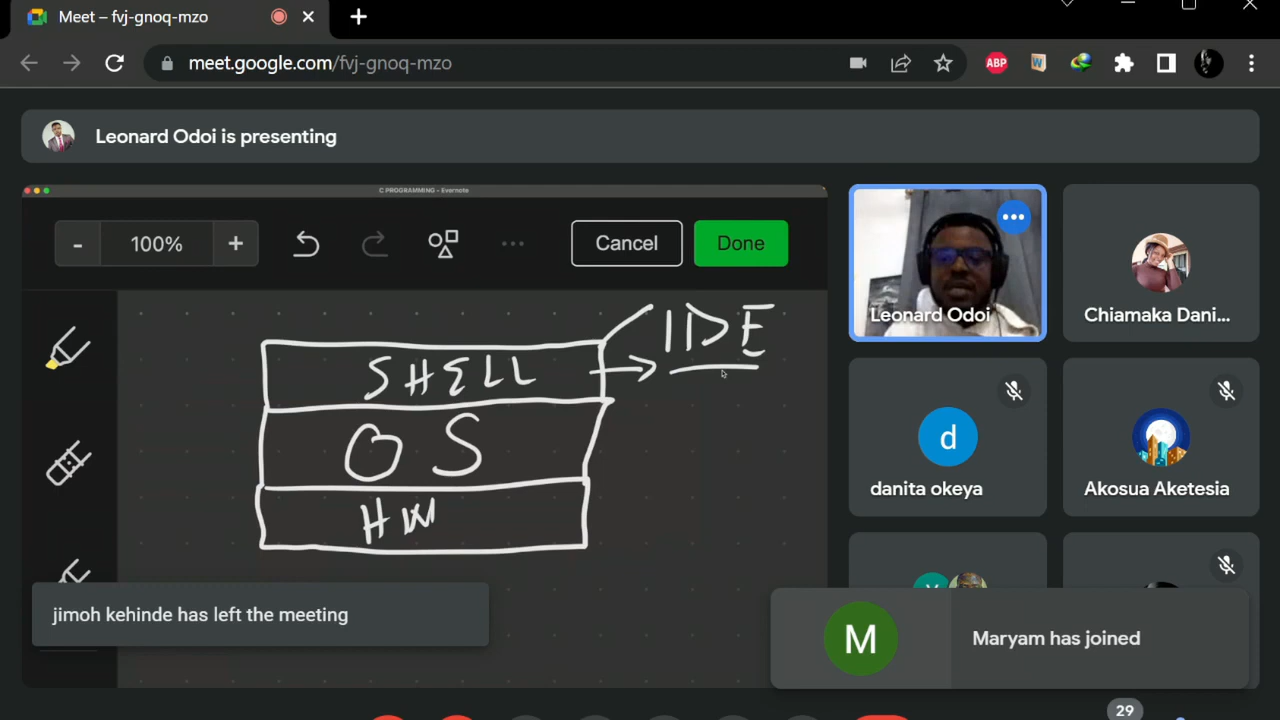 Meet – fvj-gnoq-mzo
meet.google.com/fvj-gnoq-mzo
ABP
Leonard Odoi is presenting
C PROGRAMMING - Evernote
- 100% +
Cancel
Done
IDE
SHELL
OS
HW
Leonard Odoi
Chiamaka Dani...
d
danita okeya
Akosua Aketesia
jimoh kehinde has left the meeting
M
Maryam has joined
29